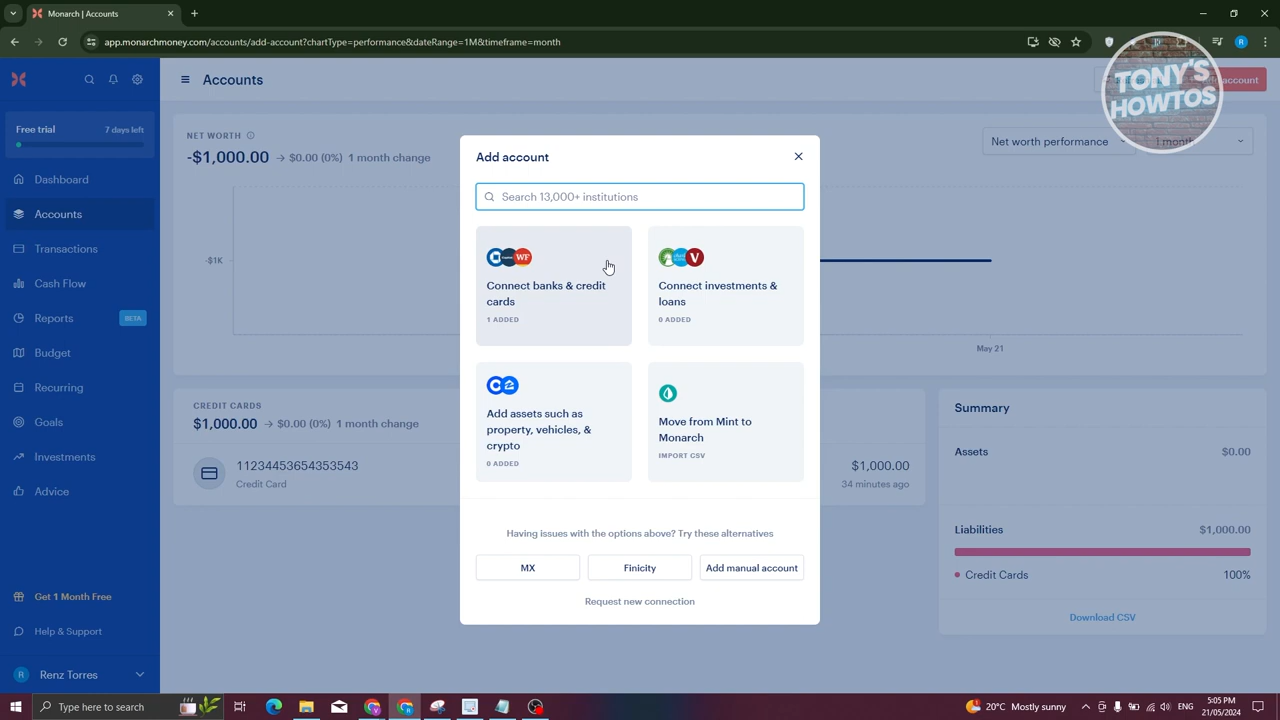 Monarch | Accounts
app.monarchmoney.com/accounts/add-account?chartType=performance&dateRange=1M&timeframe=month
Accounts
TONY'S
HOWTOS
Free trial
7 days left
Dashboard
Accounts
Transactions
Cash Flow
Reports
BETA
Budget
Recurring
Goals
Investments
Advice
Get 1 Month Free
Help & Support
R
Renz Torres
NET WORTH
-$1,000.00 → $0.00 (0%) 1 month change
Net worth performance
1 month
-$1K
May 21
CREDIT CARDS
$1,000.00 → $0.00 (0%) 1 month change
11234453654353543
Credit Card
$1,000.00
34 minutes ago
Summary
Assets
$0.00
Liabilities
$1,000.00
Credit Cards
100%
Download CSV
Add account
Search 13,000+ institutions
WF
Connect banks & credit
cards
1 ADDED
V
Connect investments &
loans
0 ADDED
Add assets such as
property, vehicles, &
crypto
0 ADDED
Move from Mint to
Monarch
IMPORT CSV
Having issues with the options above? Try these alternatives
MX
Finicity
Add manual account
Request new connection
Type here to search
20°C Mostly sunny
5:05 PM
21/05/2024